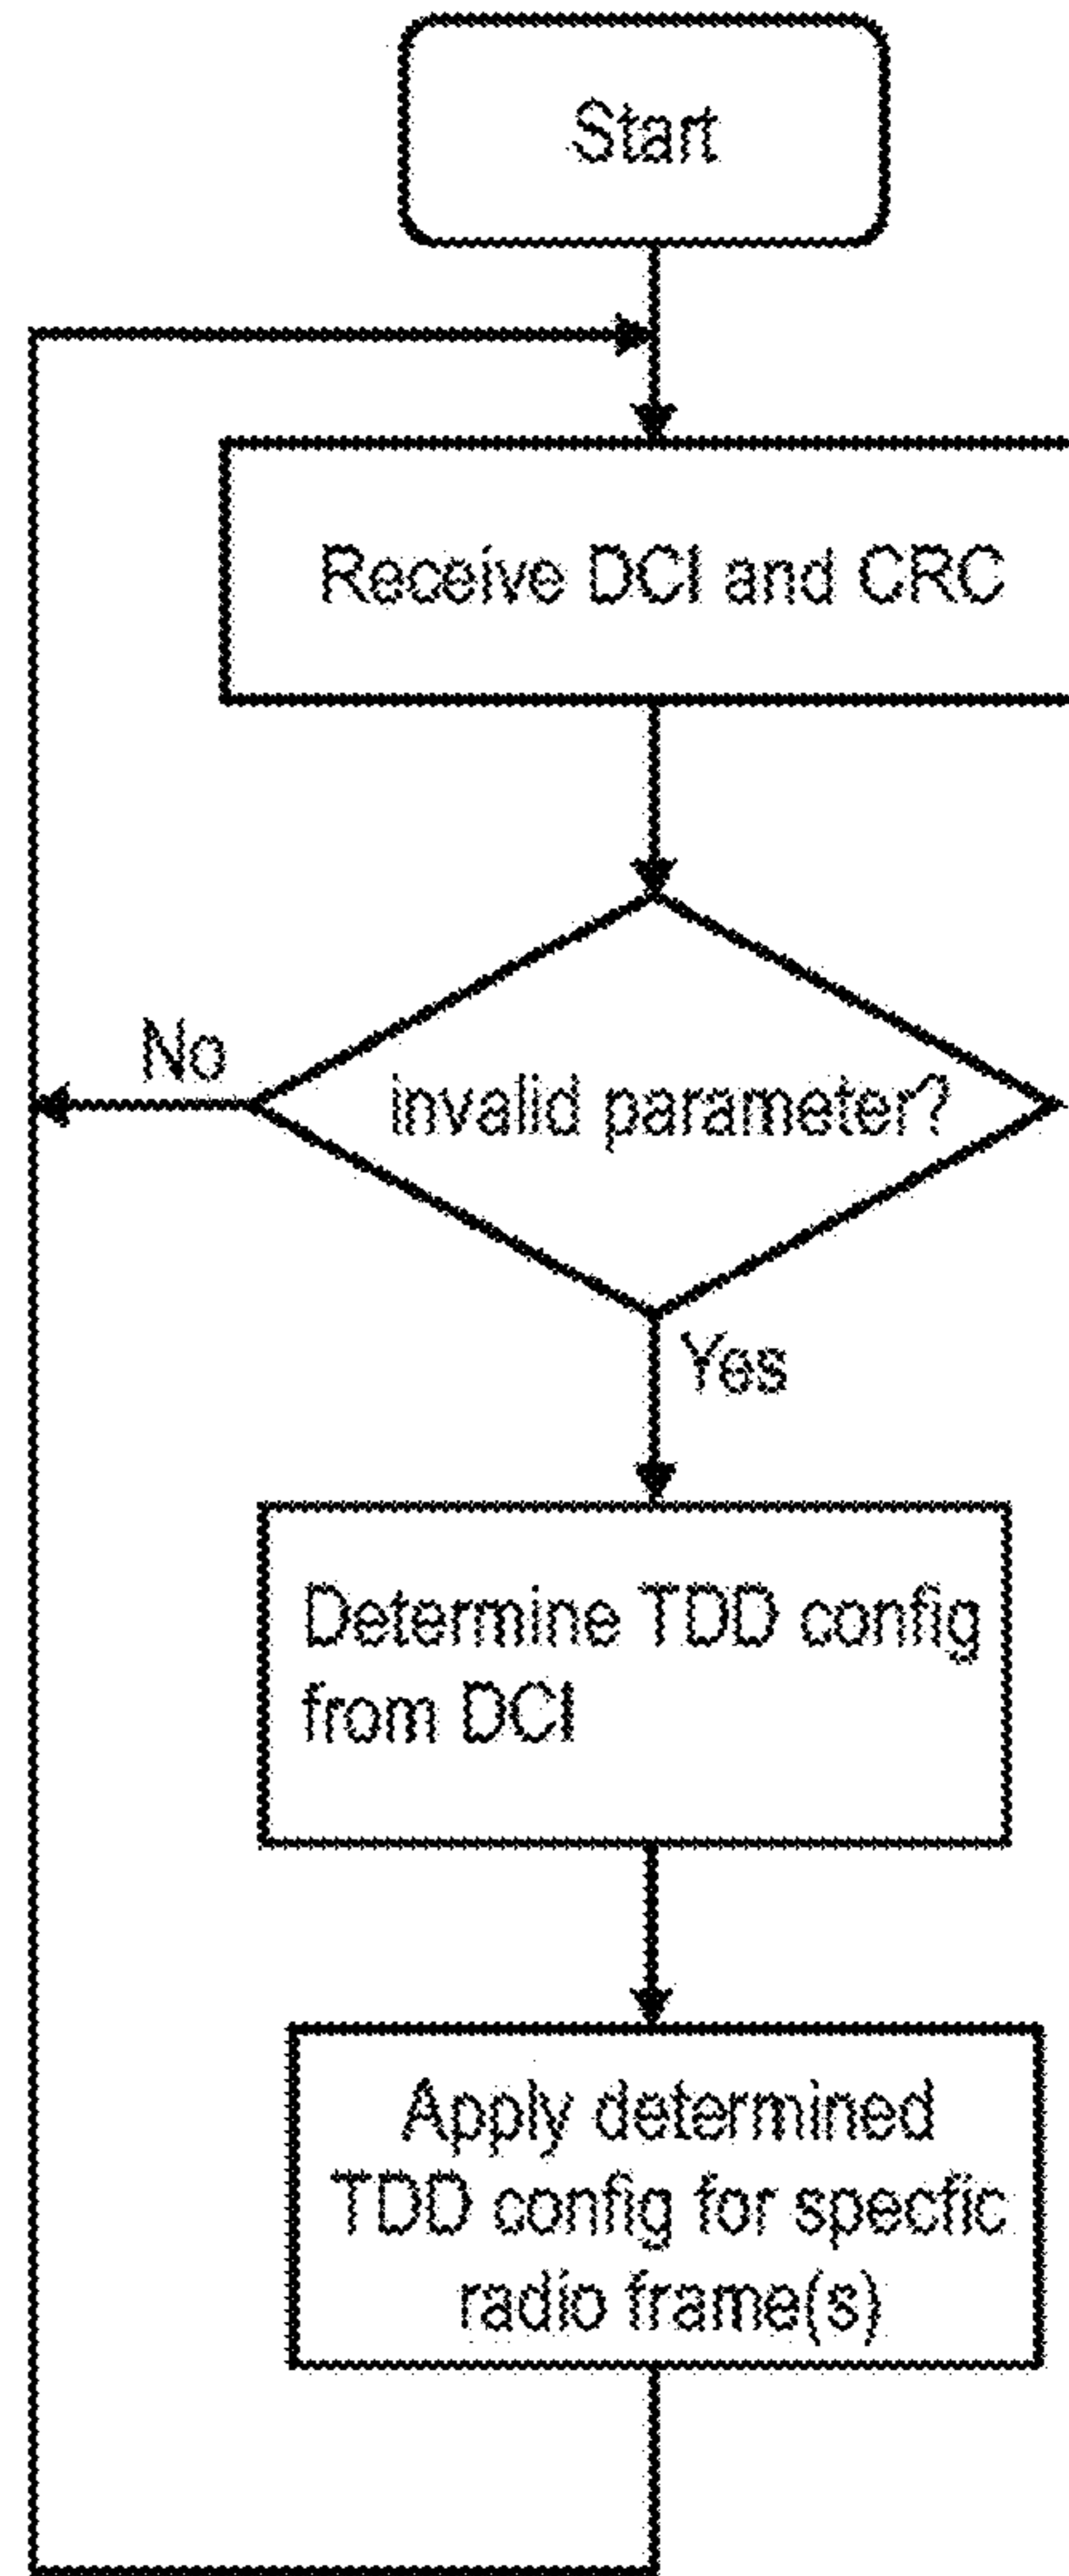 Start
Receive DCI and CRC
No
invalid parameter?
Yes
Determine TDD config
from DCI
Apply determined
TDD config for specfic
radio frame(s)